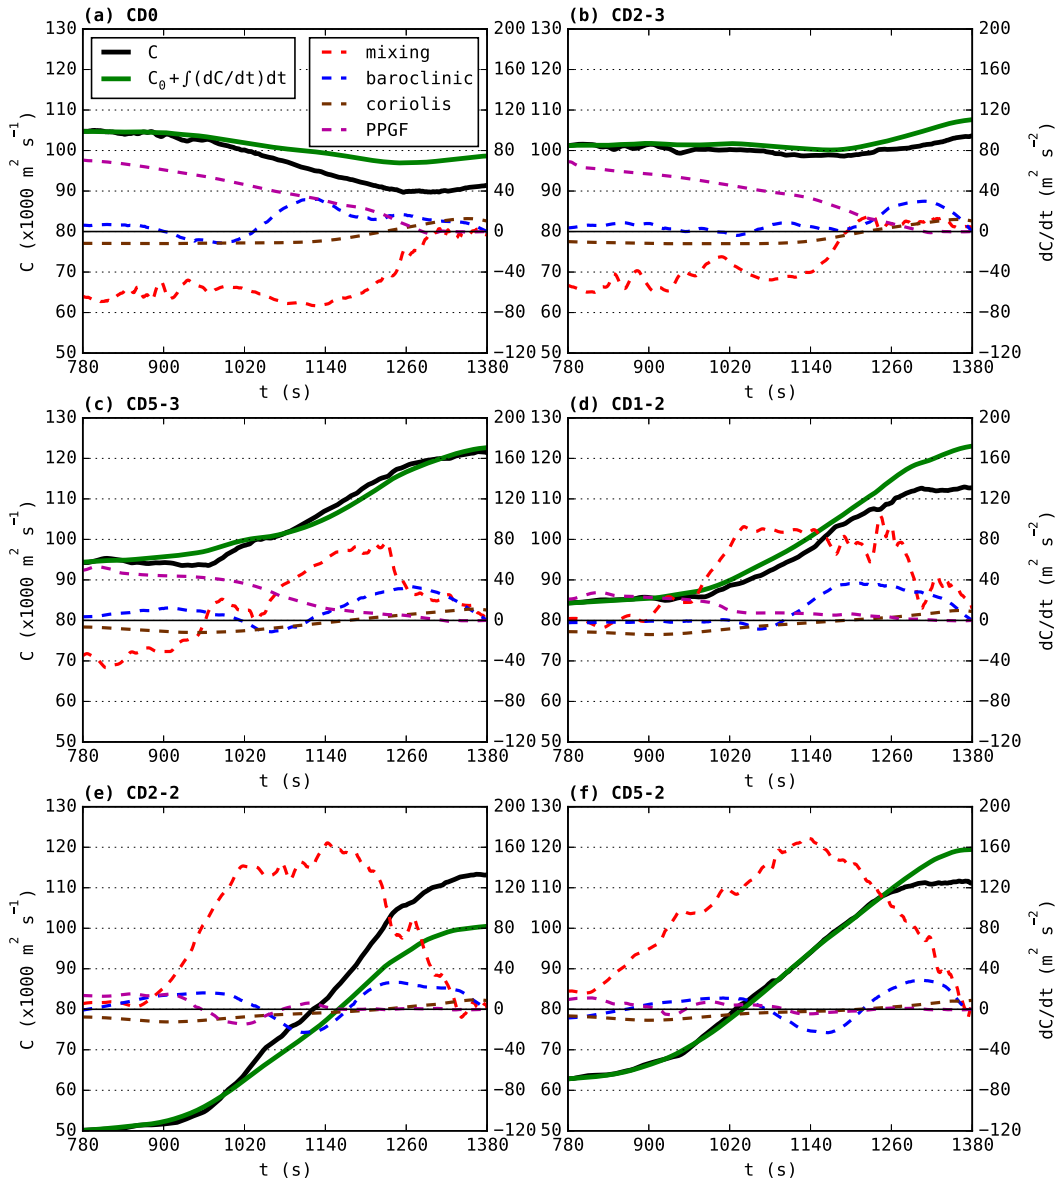 (a) CD0
(b) CD2-3
130 120 110 100 90 80 70 60 50
C (x1000 m² s⁻¹)
C
C₀+∫(dC/dt)dt
mixing
baroclinic
coriolis
PPGF
200 160 120 80 40 0 −40 −80 −120
130 120 110 100 90 80 70 60 50
200 160 120 80 40 0 −40 −80 −120
dC/dt (m² s⁻²)
780 900 1020 1140 1260 1380
780 900 1020 1140 1260 1380
t (s)
t (s)
(c) CD5-3
(d) CD1-2
130 120 110 100 90 80 70 60 50
C (x1000 m² s⁻¹)
200 160 120 80 40 0 −40 −80 −120
130 120 110 100 90 80 70 60 50
200 160 120 80 40 0 −40 −80 −120
dC/dt (m² s⁻²)
780 900 1020 1140 1260 1380
780 900 1020 1140 1260 1380
t (s)
t (s)
(e) CD2-2
(f) CD5-2
130 120 110 100 90 80 70 60 50
C (x1000 m² s⁻¹)
200 160 120 80 40 0 −40 −80 −120
130 120 110 100 90 80 70 60 50
200 160 120 80 40 0 −40 −80 −120
dC/dt (m² s⁻²)
780 900 1020 1140 1260 1380
780 900 1020 1140 1260 1380
t (s)
t (s)